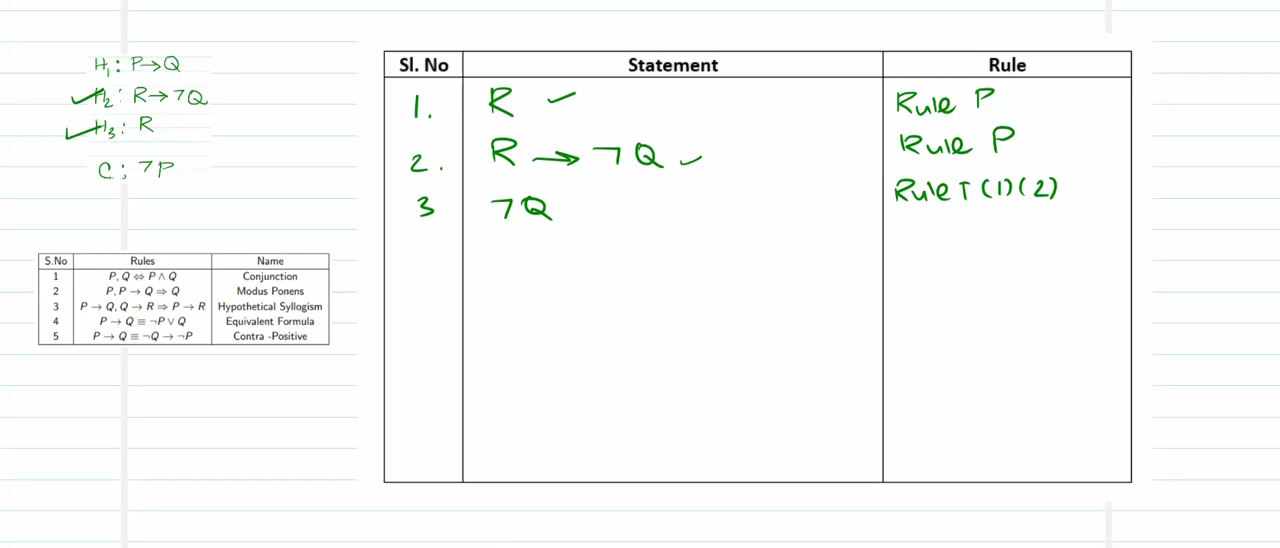 H₁: P→Q
H₂: R→¬Q
H₃: R
C: ¬P
S.No Rules Name
1 P, Q ⇔ P ∧ Q Conjunction
2 P, P → Q ⇒ Q Modus Ponens
3 P → Q, Q → R ⇒ P → R Hypothetical Syllogism
4 P → Q ≡ ¬P ∨ Q Equivalent Formula
5 P → Q ≡ ¬Q → ¬P Contra -Positive
Sl. No Statement Rule
1. R ✓ Rule P
2. R → ¬Q ✓ Rule P
3 ¬Q Rule T (1)(2)